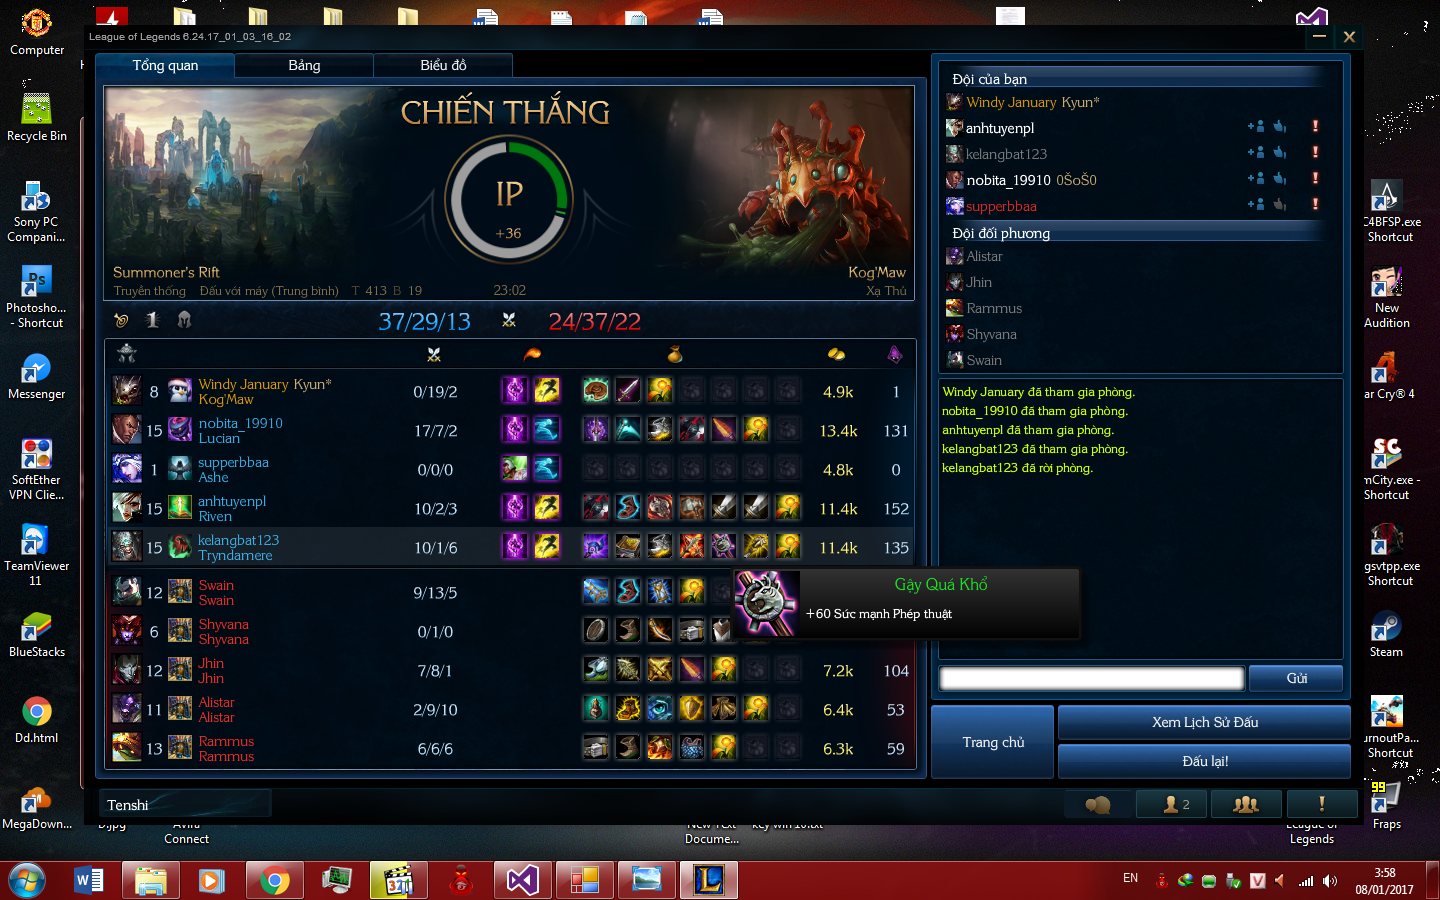 Computer
Recycle Bin
Sony PC
Compani...
Photosho...
- Shortcut
Messenger
SoftEther
VPN Clie...
TeamViewer
11
BlueStacks
Dd.html
MegaDown...
League of Legends 6.24.17_01_03_16_02
Tổng quan
Bảng
Biểu đồ
CHIẾN THẮNG
IP
+36
Summoner's Rift
Kog'Maw
Truyền thống Đấu với máy (Trung bình) T 413 B 19
23:02
Xạ Thủ
1
37/29/13
24/37/22
8 Windy January Kyun* 0/19/2 4.9k 1
Kog'Maw
15 nobita_19910 17/7/2 13.4k 131
Lucian
1 supperbbaa 0/0/0 4.8k 0
Ashe
15 anhtuyenpl 10/2/3 11.4k 152
Riven
15 kelangbat123 10/1/6 11.4k 135
Tryndamere
12 Swain 9/13/5
Swain
6 Shyvana 0/1/0
Shyvana
12 Jhin 7/8/1 7.2k 104
Jhin
11 Alistar 2/9/10 6.4k 53
Alistar
13 Rammus 6/6/6 6.3k 59
Rammus
Gậy Quá Khổ
+60 Sức mạnh Phép thuật
Đội của bạn
Windy January Kyun*
anhtuyenpl
kelangbat123
nobita_19910 0ŠoŠ0
supperbbaa
Đội đối phương
Alistar
Jhin
Rammus
Shyvana
Swain
Windy January đã tham gia phòng.
nobita_19910 đã tham gia phòng.
anhtuyenpl đã tham gia phòng.
kelangbat123 đã tham gia phòng.
kelangbat123 đã rời phòng.
Gửi
Trang chủ
Xem Lịch Sử Đấu
Đấu lại!
Tenshi
2
Connect
Docume...
Legends
C4BFSP.exe
Shortcut
New
Audition
ar Cry® 4
mCity.exe -
Shortcut
gsvtpp.exe
Shortcut
Steam
urnoutPa...
Shortcut
99
Fraps
EN
3:58
08/01/2017